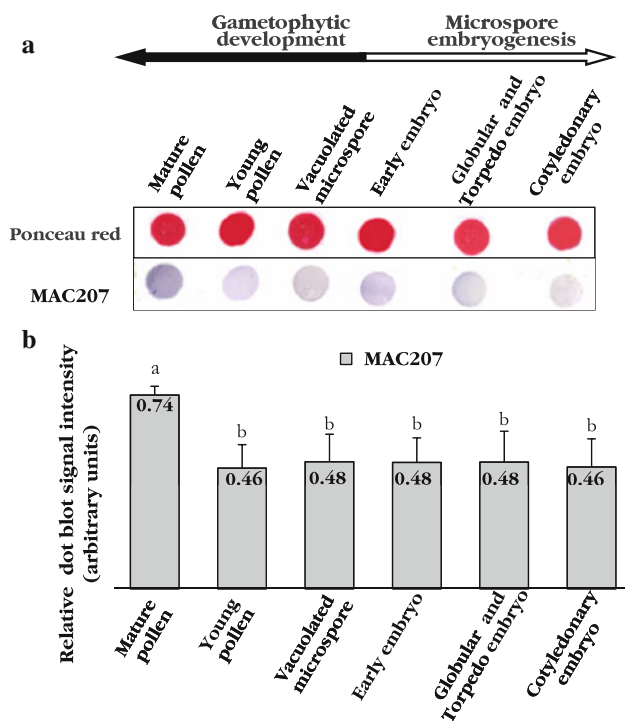 a
Gametophytic
development
Microspore
embryogenesis
Mature
pollen
Young
pollen
Vacuolated
microspore
Early embryo
Globular and
Torpedo embryo
Cotyledonary
embryo
Ponceau red
MAC207
b
MAC207
Relative dot blot signal intensity
(arbitrary units)
a
b
b
b
b
b
0.74
0.46
0.48
0.48
0.48
0.46
Mature
pollen
Young
pollen
Vacuolated
microspore
Early embryo
Globular and
Torpedo embryo
Cotyledonary
embryo